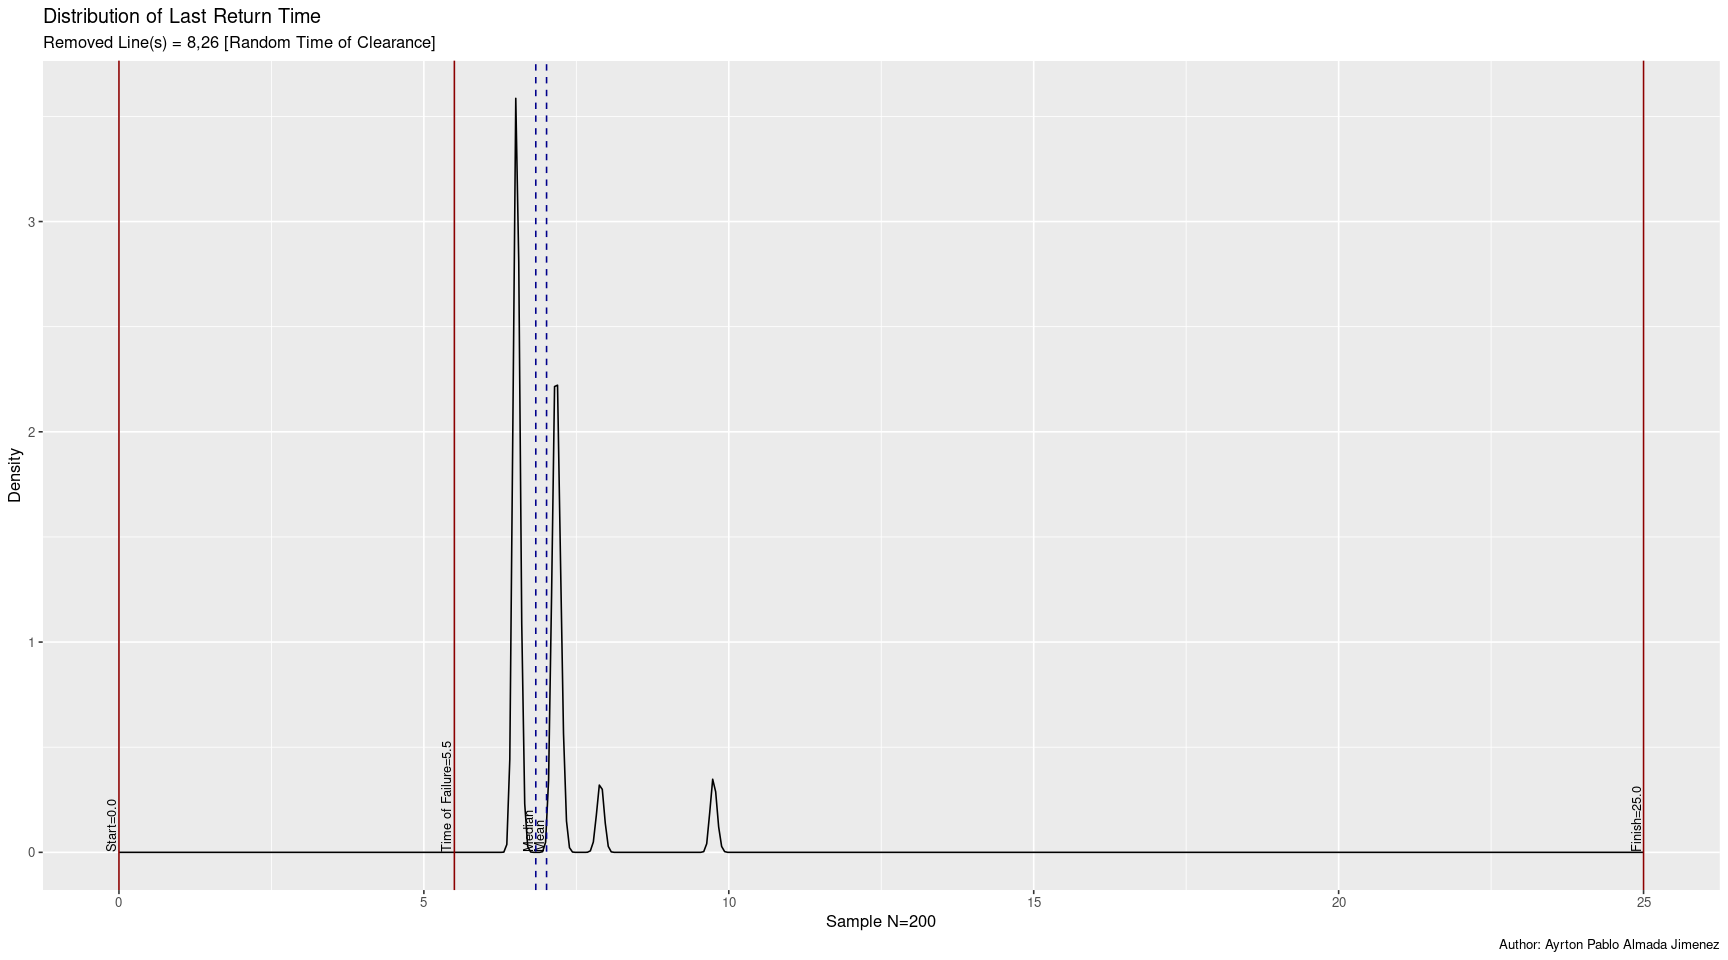 Distribution of Last Return Time
Removed Line(s) = 8,26 [Random Time of Clearance]
Density
3
2
1
0
Start=0.0
Time of Failure=5.5
Median
Mean
Finish=25.0
0
5
10
15
20
25
Sample N=200
Author: Ayrton Pablo Almada Jimenez